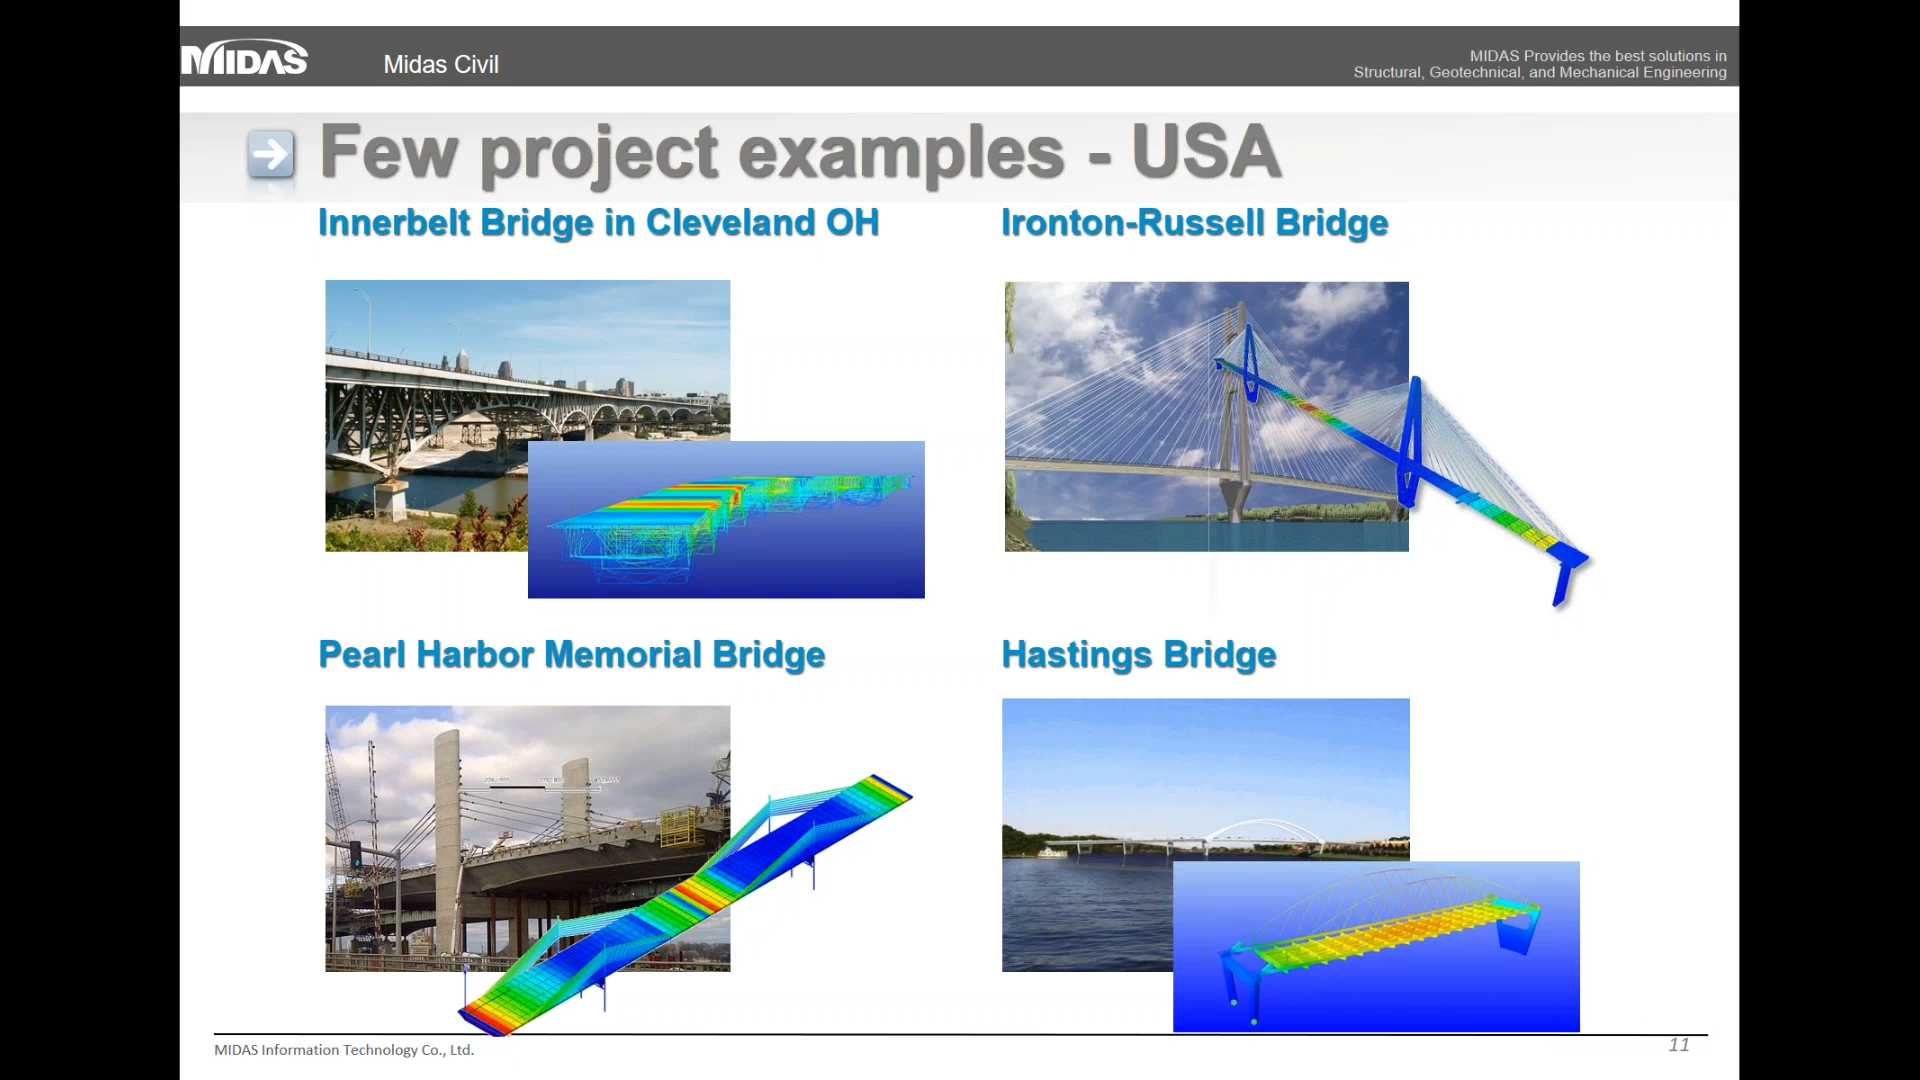 MIDAS
Midas Civil
MIDAS Provides the best solutions in
Structural, Geotechnical, and Mechanical Engineering
Few project examples - USA
Innerbelt Bridge in Cleveland OH
Ironton-Russell Bridge
Pearl Harbor Memorial Bridge
Hastings Bridge
MIDAS Information Technology Co., Ltd.
11